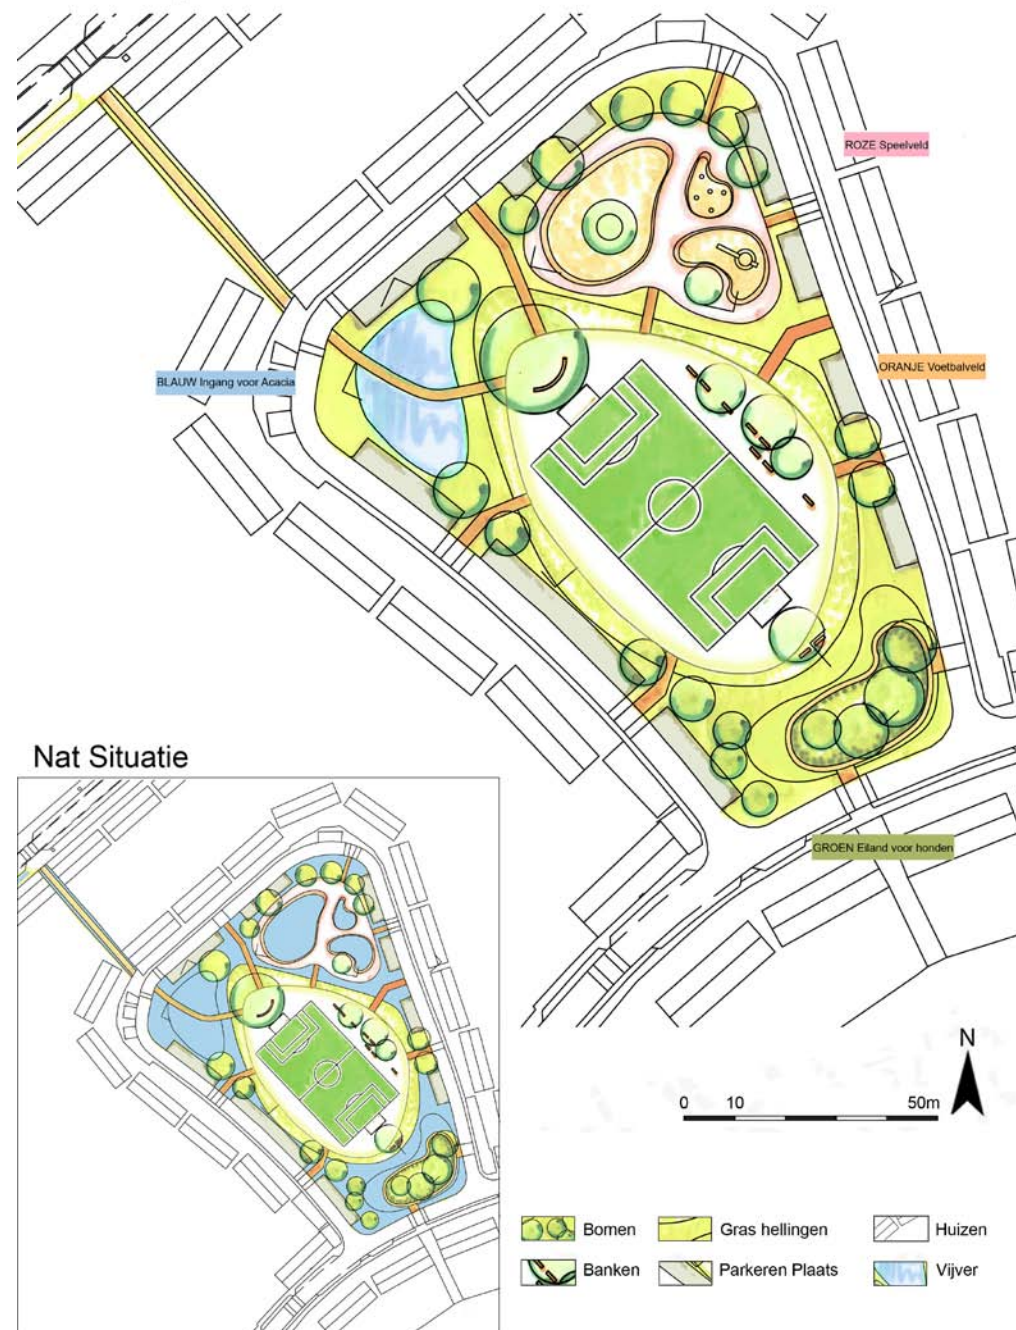 ROZE Speelveld
ORANJE Voetbalveld
BLAUW Ingang voor Acacia
GROEN Eiland voor honden
Nat Situatie
N
0 10 50m
Bomen
Gras hellingen
Huizen
Banken
Parkeren Plaats
Vijver